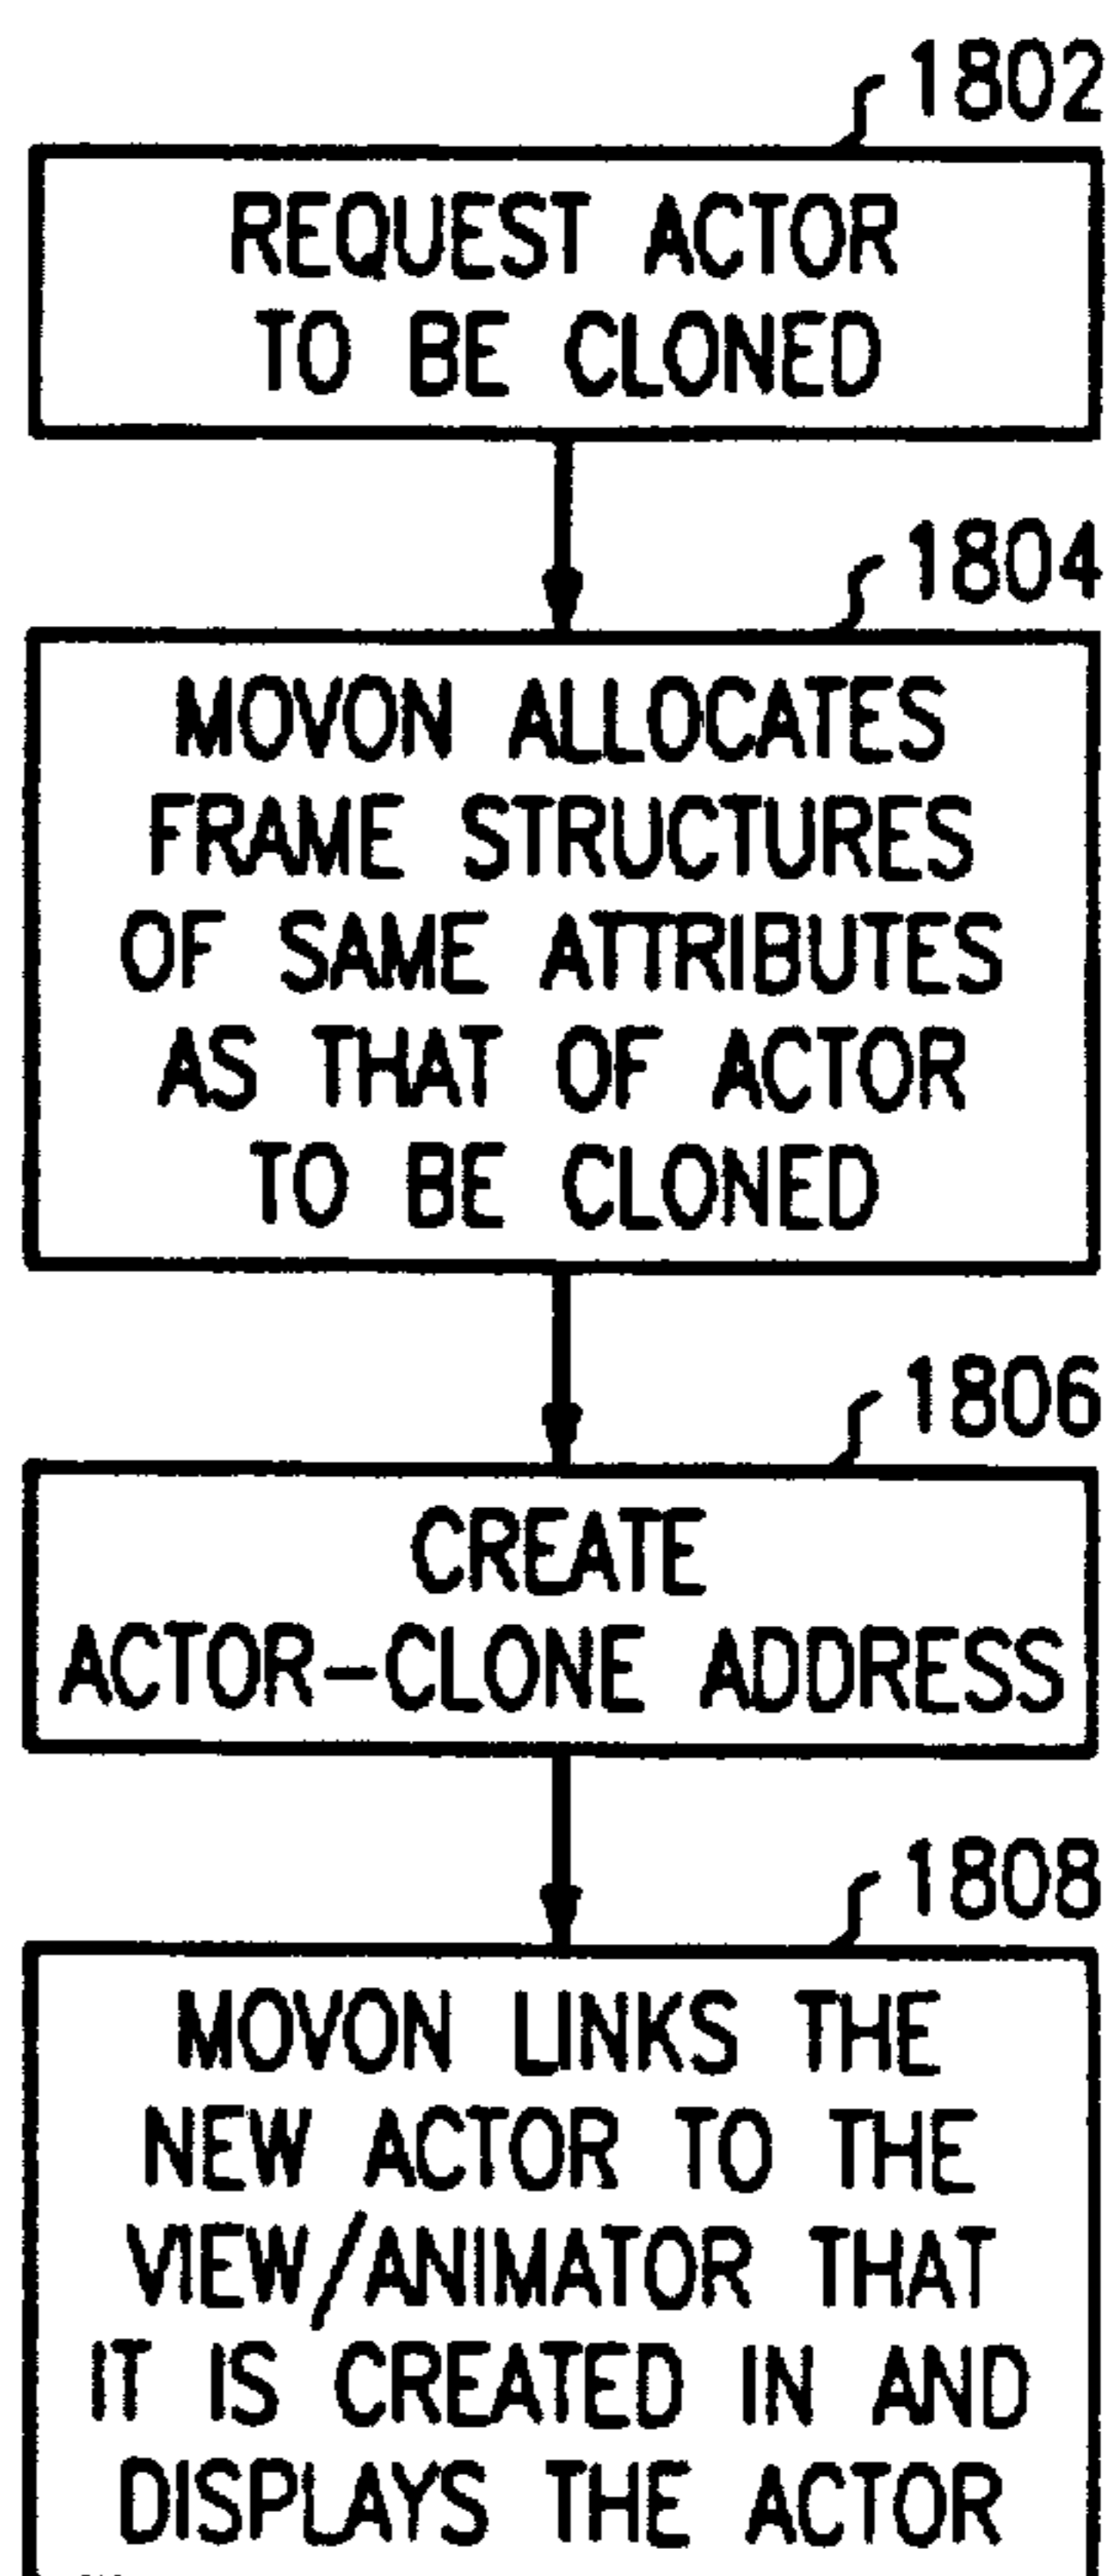 1802
REQUEST ACTOR
TO BE CLONED
1804
MOVON ALLOCATES
FRAME STRUCTURES
OF SAME ATTRIBUTES
AS THAT OF ACTOR
TO BE CLONED
1806
CREATE
ACTOR-CLONE ADDRESS
1808
MOVON LINKS THE
NEW ACTOR TO THE
VIEW/ANIMATOR THAT
IT IS CREATED IN AND
DISPLAYS THE ACTOR